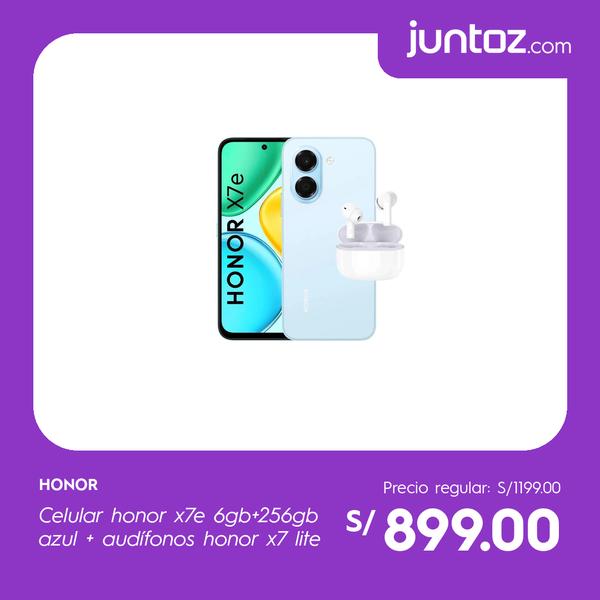 juntoz.com
HONOR X7e
HONOR
HONOR
Celular honor x7e 6gb+256gb
azul + audífonos honor x7 lite
Precio regular: S/1199.00
S/ 899.00